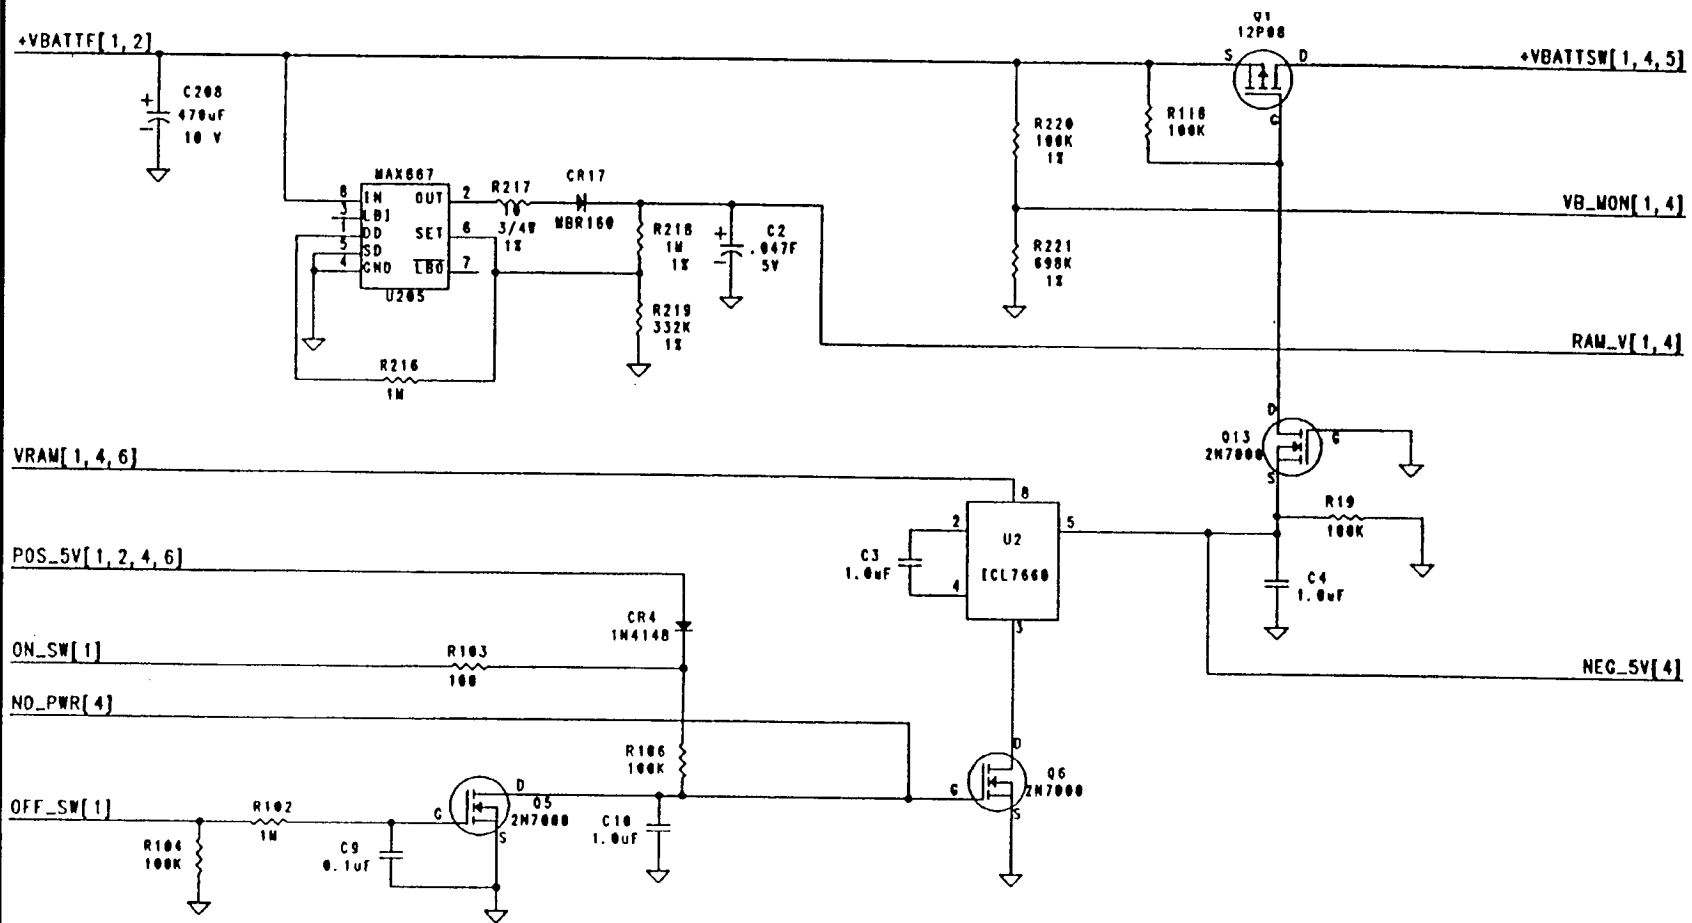 Q1
12P08
+VBATTF[1,2]
S
D
+VBATTSW[1,4,5]
G
C208
470uF
10 V
+
-
R220
100K
1%
R118
100K
MAX667
8
IN
OUT
2
3
LBI
1
DD
SET
6
5
SD
4
GND
LBO
7
U205
R217
10
3/4W
1%
CR17
MBR160
R218
1M
1%
+
-
C2
.047F
5V
VB_MON[1,4]
R221
698K
1%
R219
332K
1%
RAM_V[1,4]
R216
1M
D
Q13
2N7000
G
S
VRAM[1,4,6]
8
R19
100K
2
5
U2
C3
1.0uF
ICL7660
4
3
C4
1.0uF
POS_5V[1,2,4,6]
CR4
1N4148
ON_SW[1]
R103
100
NEG_5V[4]
NO_PWR[4]
R106
100K
D
Q6
2N7000
G
S
OFF_SW[1]
R102
1M
D
Q5
2N7000
G
S
C10
1.0uF
R104
100K
C9
0.1uF